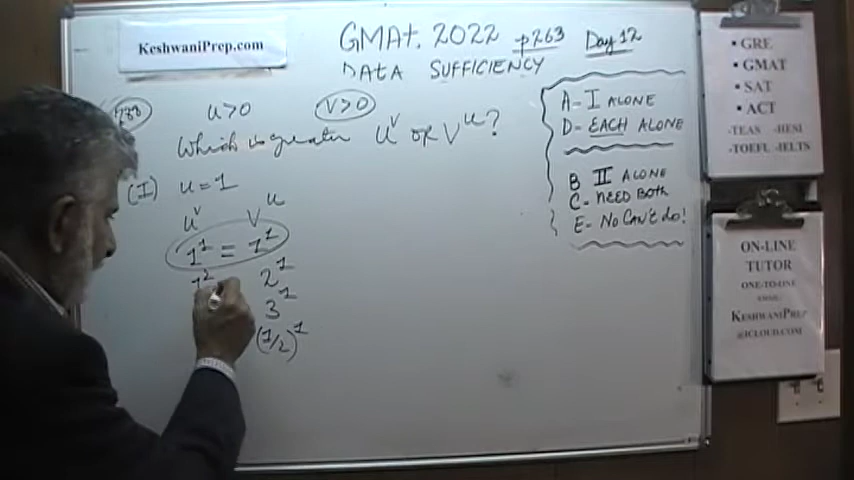 KeshwaniPrep.com
GMAT. 2022 p263 Day 12
DATA SUFFICIENCY
u>0 V>0
Which is greater u^v OR V^u?
(I) u = 1
u^v V^u
1^1 = 1^1
1^2 2^1
3^1
(1/2)^1
A- I ALONE
D- EACH ALONE
B II ALONE
C- NEED BOTH
E- NO CAN'T do!
• GRE
• GMAT
• SAT
• ACT
-TEAS -HESI
-TOEFL -IELTS
ON-LINE
TUTOR
ONE-TO-ONE
KESHWANIPREP
@ICLOUD.COM